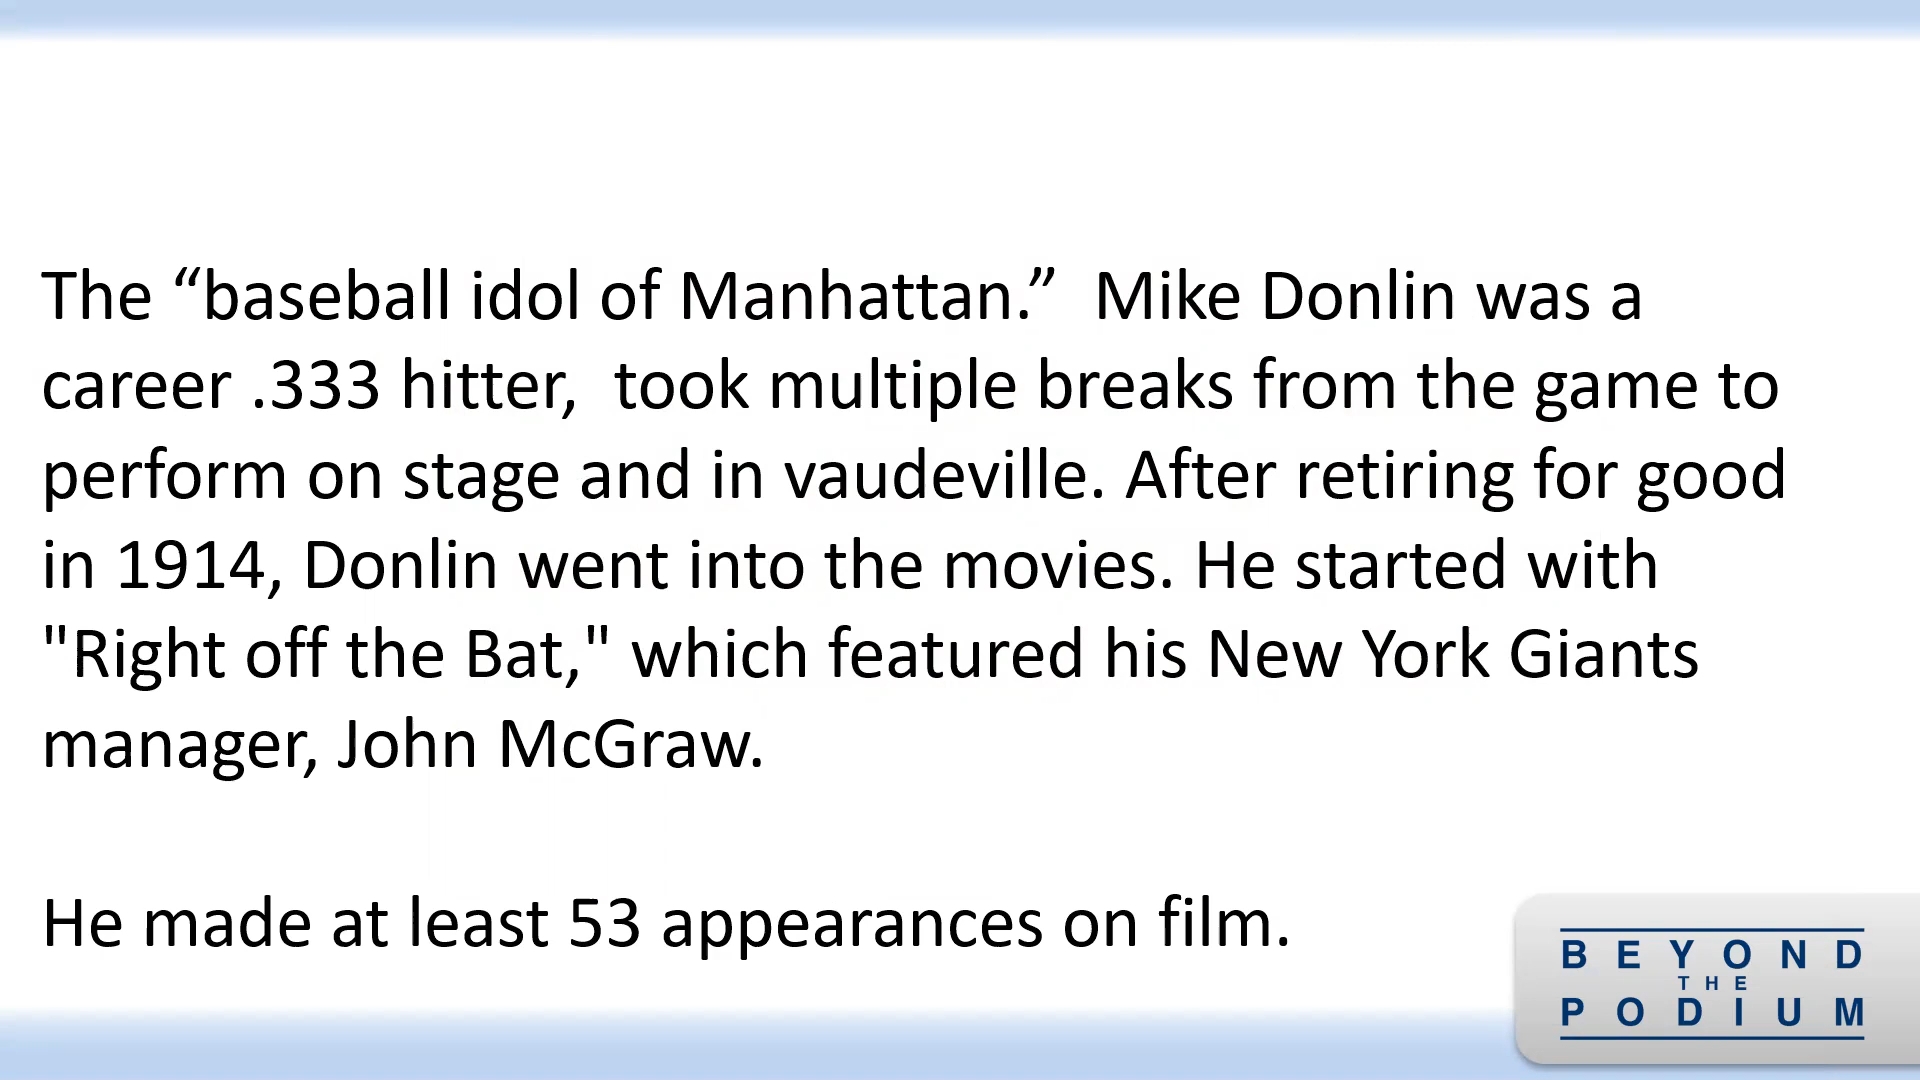 The “baseball idol of Manhattan.”  Mike Donlin was a
career .333 hitter,  took multiple breaks from the game to
perform on stage and in vaudeville. After retiring for good
in 1914, Donlin went into the movies. He started with
"Right off the Bat," which featured his New York Giants
manager, John McGraw.
He made at least 53 appearances on film.
BEYOND
THE
PODIUM